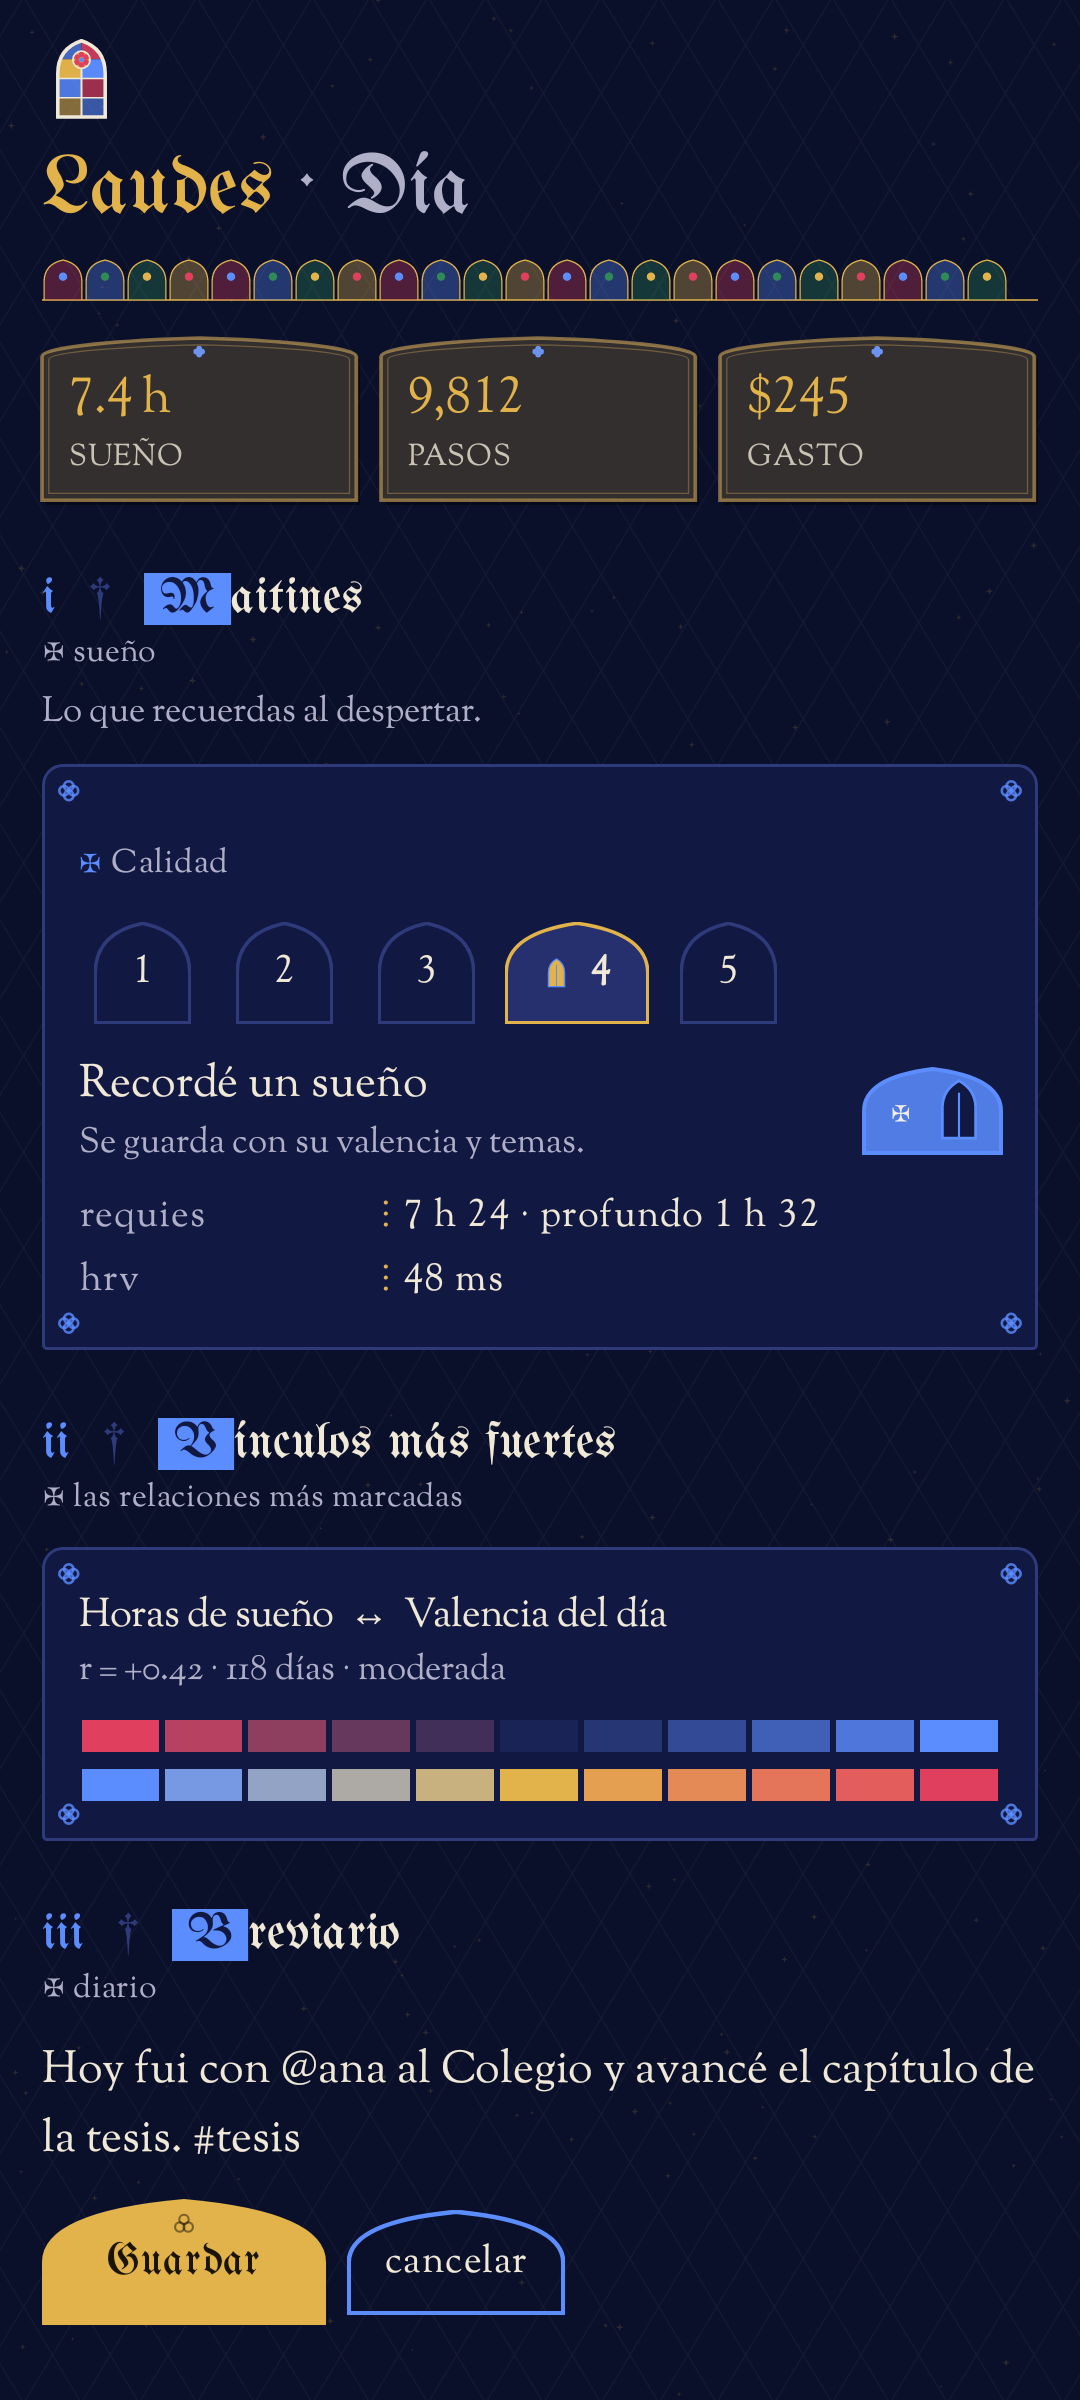 Laudes · Día
7.4 h
SUEÑO
9,812
PASOS
$245
GASTO
i † Maitines
✠ sueño
Lo que recuerdas al despertar.
✠ Calidad
1 2 3 4 5
Recordé un sueño
Se guarda con su valencia y temas.
✠
requies ⋮ 7 h 24 · profundo 1 h 32
hrv ⋮ 48 ms
ii † Vínculos más fuertes
✠ las relaciones más marcadas
Horas de sueño ↔ Valencia del día
r = +0.42 · 118 días · moderada
iii † Breviario
✠ diario
Hoy fui con @ana al Colegio y avancé el capítulo de
la tesis. #tesis
Guardar
cancelar